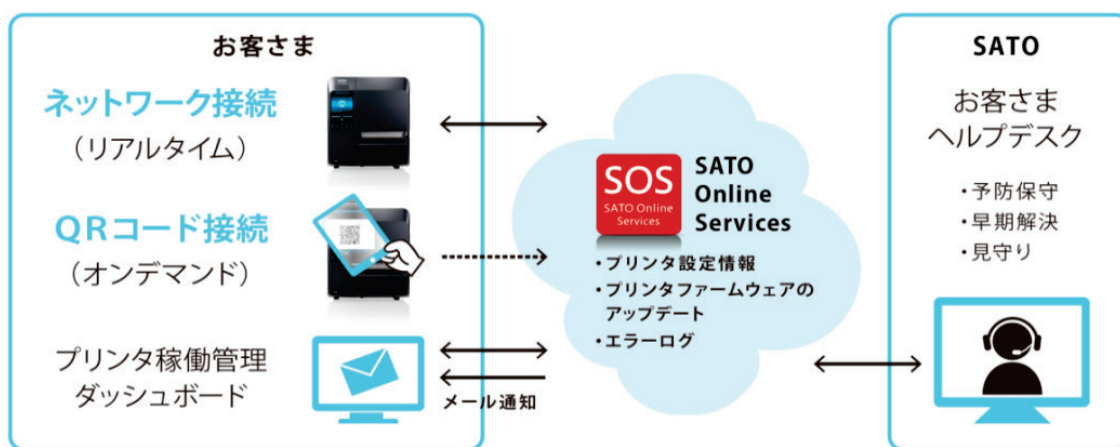 お客さま
ネットワーク接続
（リアルタイム）
QRコード接続
（オンデマンド）
プリンタ稼働管理
ダッシュボード
メール通知
SOS
SATO Online
Services
SATO
Online
Services
・プリンタ設定情報
・プリンタファームウェアの
アップデート
・エラーログ
SATO
お客さま
ヘルプデスク
・予防保守
・早期解決
・見守り